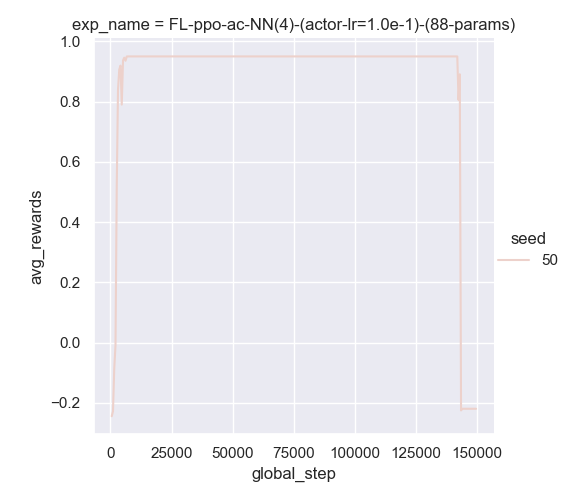 exp_name = FL-ppo-ac-NN(4)-(actor-lr=1.0e-1)-(88-params)
1.0
0.8
0.6
0.4
0.2
0.0
−0.2
avg_rewards
0 25000 50000 75000 100000 125000 150000
global_step
seed
50